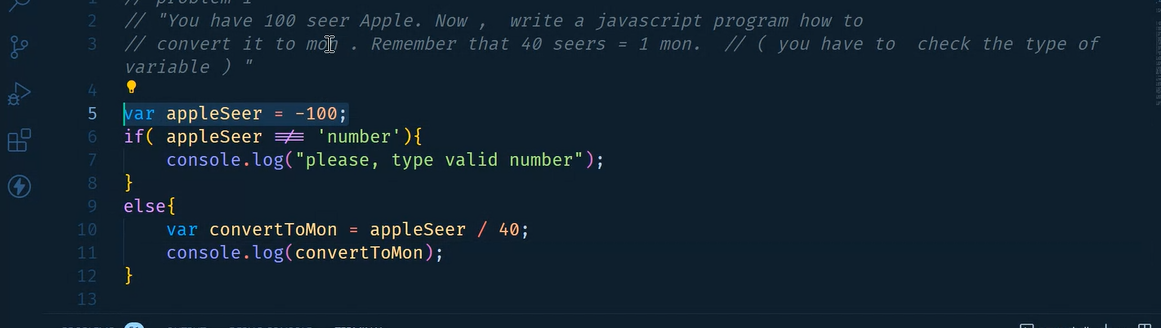 // problem 1
2 // "You have 100 seer Apple. Now ,  write a javascript program how to
3 // convert it to mon . Remember that 40 seers = 1 mon.  // ( you have to  check the type of
variable ) "
4
5 var appleSeer = -100;
6 if( appleSeer !== 'number'){
7     console.log("please, type valid number");
8 }
9 else{
10     var convertToMon = appleSeer / 40;
11     console.log(convertToMon);
12 }
13